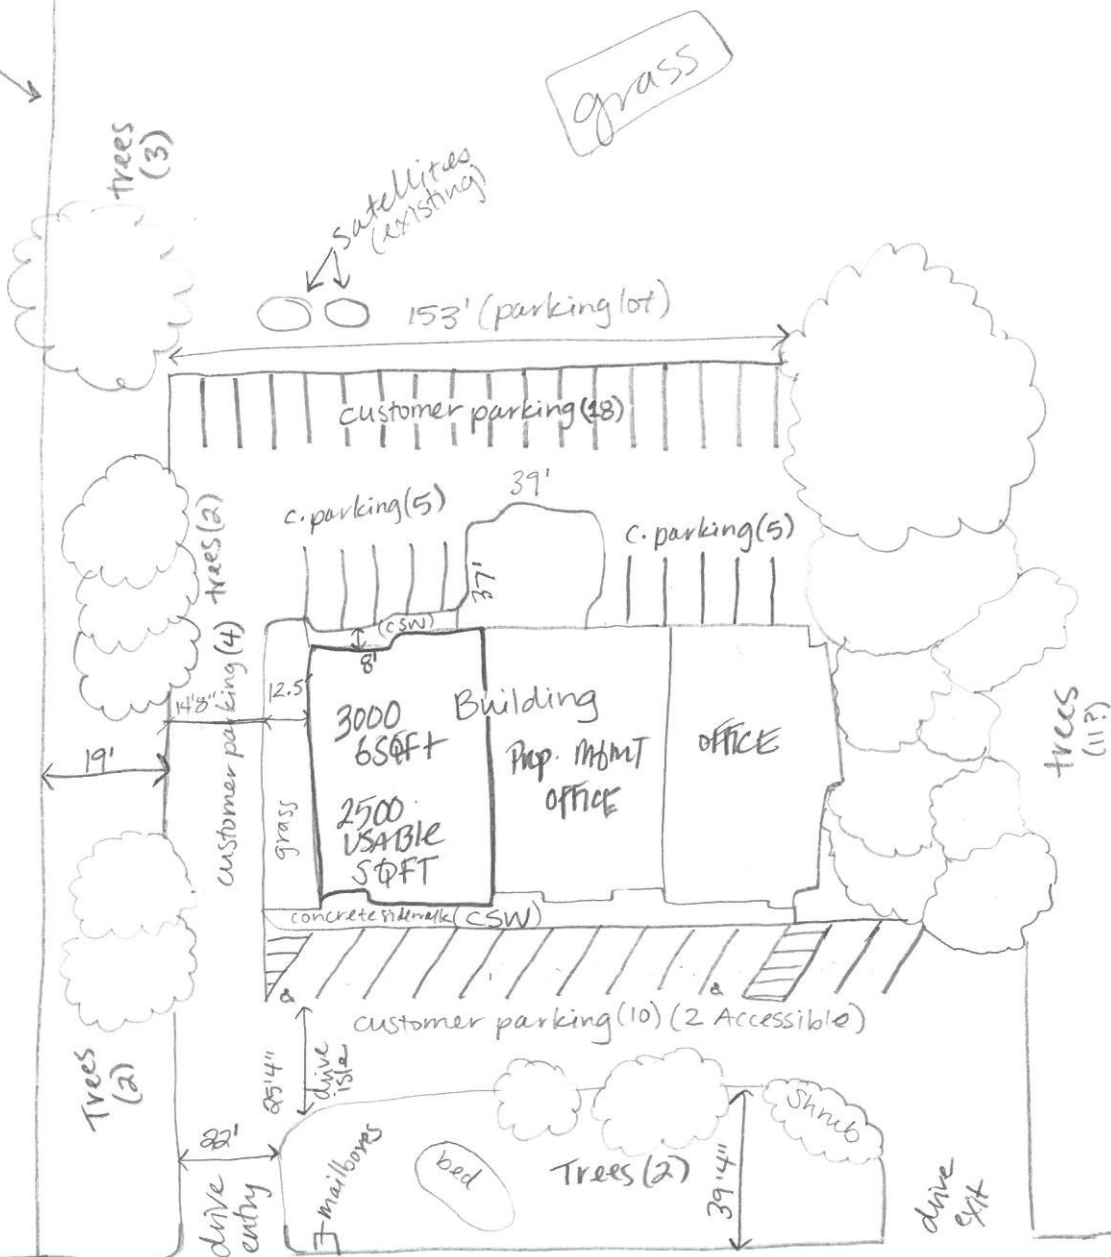 grass
trees
(3)
satellites
(existing)
153' (parking lot)
customer parking (18)
39'
c. parking (5)
c. parking (5)
trees (2)
37'
(CSW)
8'
customer parking (4)
14'8"
12.5'
19'
Building
3000
GSQFT
2500
USABLE
SQFT
Prop. MGMT
OFFICE
OFFICE
trees
(11?)
grass
concrete sidewalk (CSW)
customer parking (10) (2 Accessible)
25'4"
drive
isle
Trees
(2)
22'
drive
entry
mailboxes
bed
Trees (2)
Shrub
39'4"
drive
exit